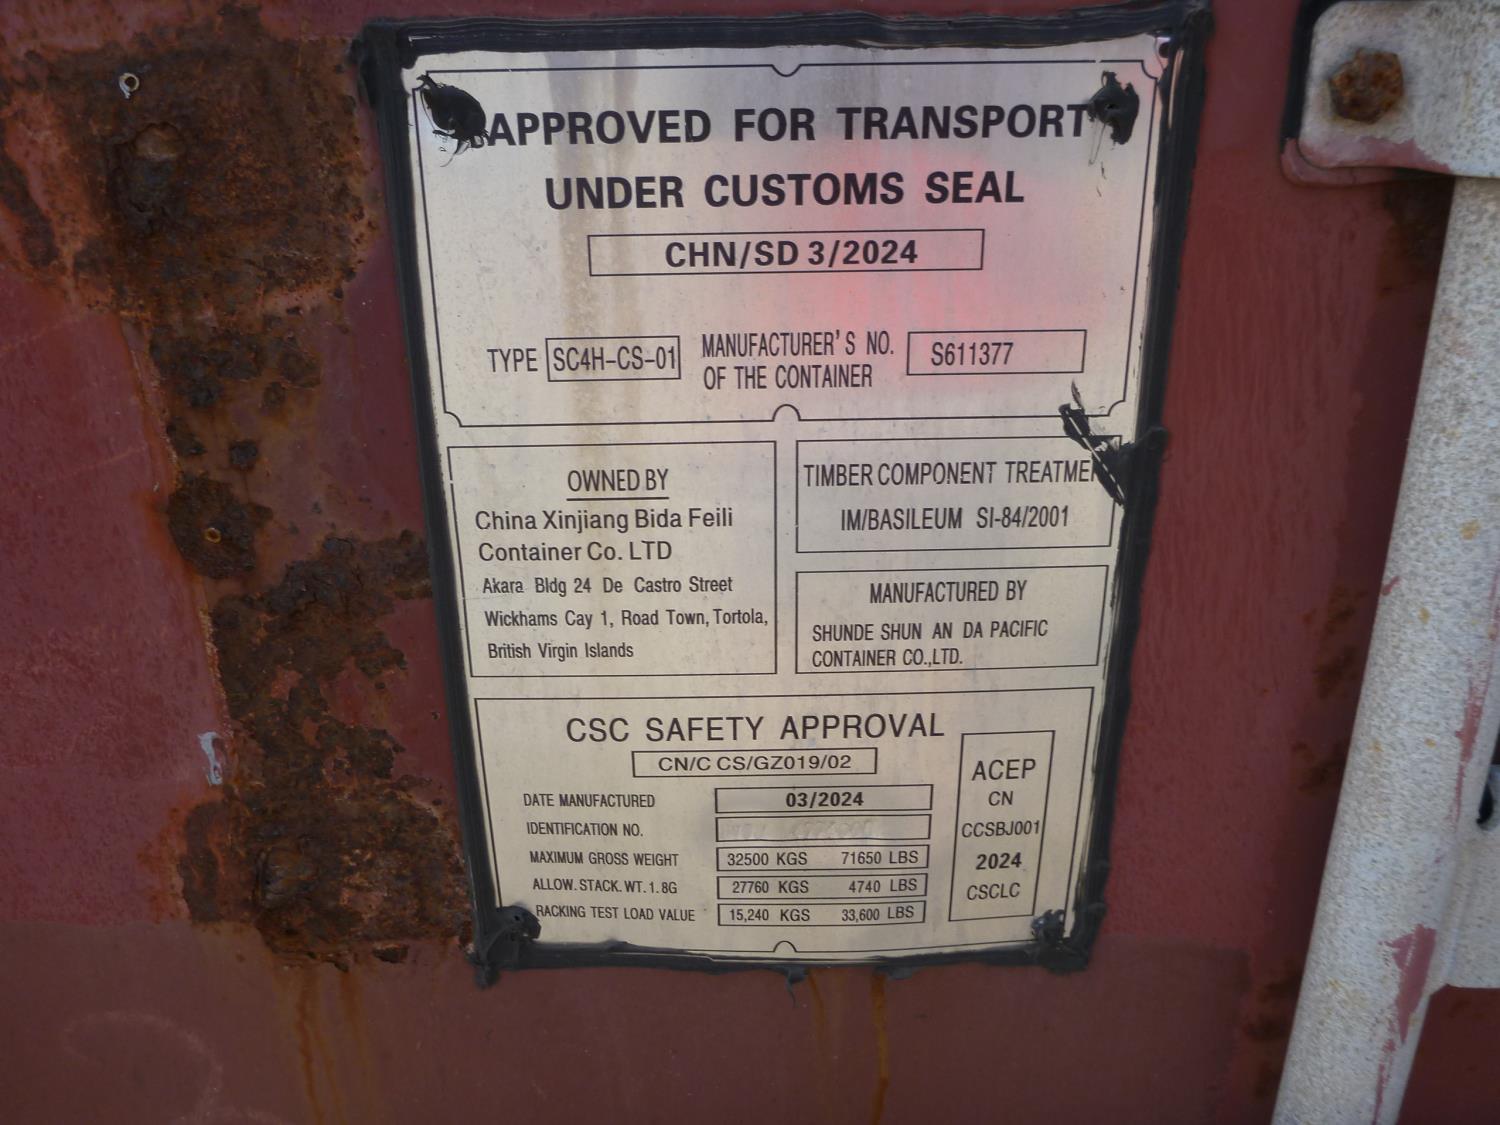 APPROVED FOR TRANSPORT
UNDER CUSTOMS SEAL
CHN/SD 3/2024
TYPE SC4H-CS-01 MANUFACTURER'S NO. OF THE CONTAINER S611377
OWNED BY
China Xinjiang Bida Feili
Container Co. LTD
Akara Bldg 24 De Castro Street
Wickhams Cay 1, Road Town, Tortola,
British Virgin Islands
TIMBER COMPONENT
IM/BASILEUM SI-84/2001
MANUFACTURED BY
SHUNDE SHUN AN DA PACIFIC
CONTAINER CO.,LTD.
CSC SAFETY APPROVAL
CN/C CS/GZ019/02
DATE MANUFACTURED 03/2024
IDENTIFICATION NO.
MAXIMUM GROSS WEIGHT 32500 KGS 71650 LBS
ALLOW. STACK. WT. 1.8G 27760 KGS 4740 LBS
RACKING TEST LOAD VALUE 15,240 KGS 33,600 LBS
ACEP
CN
CCSBJ001
2024
CSCLC